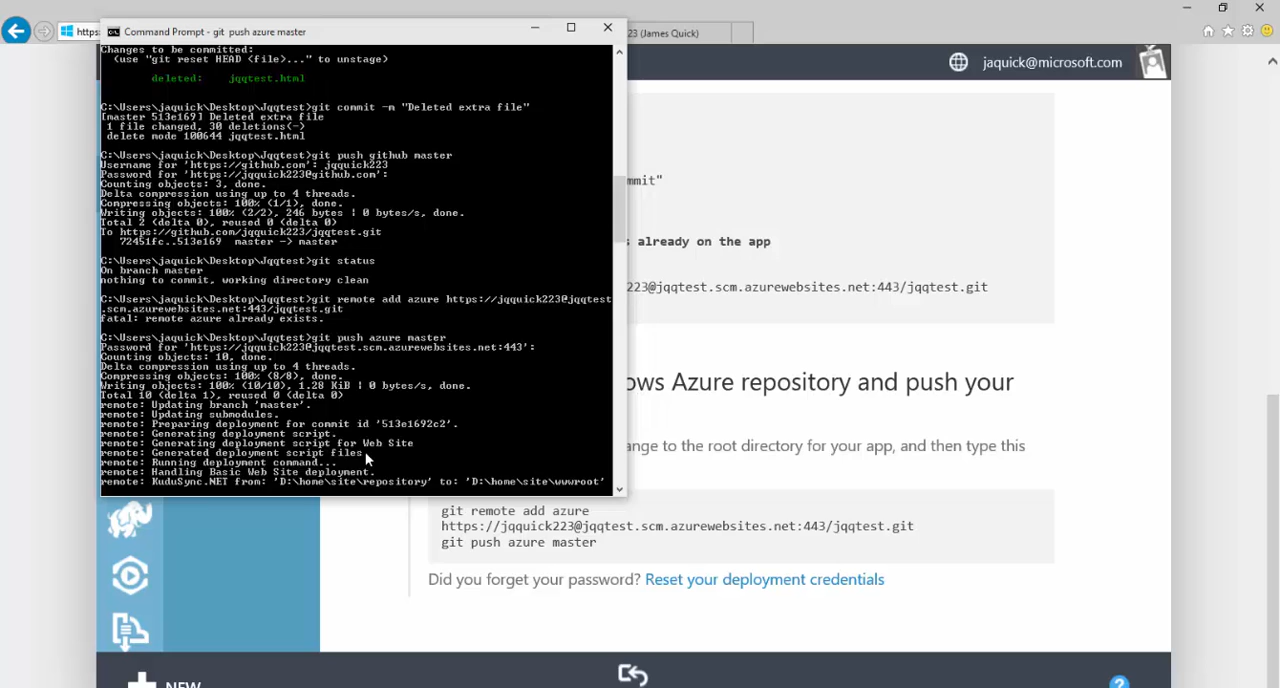 https:
Command Prompt - git push azure master
23 (James Quick)
jaquick@microsoft.com
Changes to be committed:
(use "git reset HEAD <file>..." to unstage)
deleted: jqqtest.html
C:\Users\jaquick\Desktop\Jqqtest>git commit -m "Deleted extra file"
[master 513e169] Deleted extra file
1 file changed, 30 deletions(-)
delete mode 100644 jqqtest.html
C:\Users\jaquick\Desktop\Jqqtest>git push github master
Username for 'https://github.com': jqquick223
Password for 'https://jqquick223@github.com':
Counting objects: 3, done.
Delta compression using up to 4 threads.
Compressing objects: 100% (1/1), done.
Writing objects: 100% (2/2), 246 bytes | 0 bytes/s, done.
Total 2 (delta 0), reused 0 (delta 0)
To https://github.com/jqquick223/jqqtest.git
72451fc..513e169 master -> master
C:\Users\jaquick\Desktop\Jqqtest>git status
On branch master
nothing to commit, working directory clean
C:\Users\jaquick\Desktop\Jqqtest>git remote add azure https://jqquick223@jqqtest
.scm.azurewebsites.net:443/jqqtest.git
fatal: remote azure already exists.
C:\Users\jaquick\Desktop\Jqqtest>git push azure master
Password for 'https://jqquick223@jqqtest.scm.azurewebsites.net:443':
Counting objects: 10, done.
Delta compression using up to 4 threads.
Compressing objects: 100% (8/8), done.
Writing objects: 100% (10/10), 1.28 KiB | 0 bytes/s, done.
Total 10 (delta 1), reused 0 (delta 0)
remote: Updating branch 'master'.
remote: Updating submodules.
remote: Preparing deployment for commit id '513e1692c2'.
remote: Generating deployment script.
remote: Generating deployment script for Web Site
remote: Generated deployment script files
remote: Running deployment command...
remote: Handling Basic Web Site deployment.
remote: KuduSync.NET from: 'D:\home\site\repository' to: 'D:\home\site\wwwroot'
mmit"
s already on the app
23@jqqtest.scm.azurewebsites.net:443/jqqtest.git
ows Azure repository and push your
ange to the root directory for your app, and then type this
git remote add azure
https://jqquick223@jqqtest.scm.azurewebsites.net:443/jqqtest.git
git push azure master
Did you forget your password? Reset your deployment credentials
NEW
?